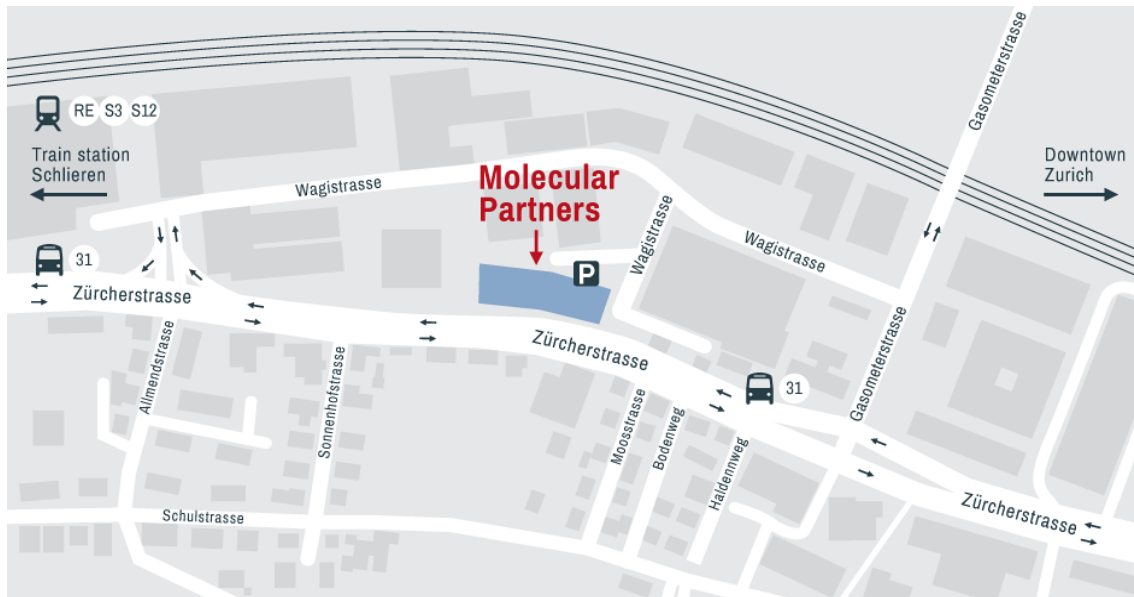 Gasometerstrasse
RE S3 S12
Train station
Schlieren
Downtown
Zurich
Molecular
Partners
Wagistrasse
Wagistrasse
Wagistrasse
31
P
Zürcherstrasse
Zürcherstrasse
Gasometerstrasse
31
Allmendstrasse
Sonnenhofstrasse
Moosstrasse
Bodenweg
Haldennweg
Zürcherstrasse
Schulstrasse